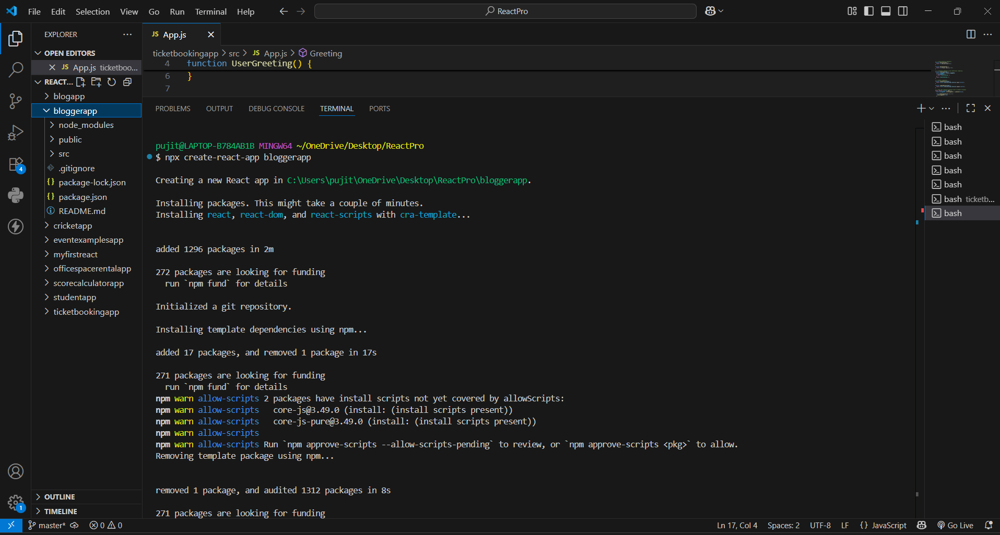 File Edit Selection View Go Run Terminal Help
ReactPro
EXPLORER
OPEN EDITORS
JS App.js ticketboo...
REACT...
blogapp
bloggerapp
node_modules
public
src
.gitignore
{} package-lock.json
{} package.json
README.md
cricketapp
eventexamplesapp
myfirstreact
officespacerentalapp
scorecalculatorapp
studentapp
ticketbookingapp
OUTLINE
TIMELINE
4
1
JS App.js
ticketbookingapp > src > JS App.js > Greeting
4 function UserGreeting() {
6 }
7
PROBLEMS OUTPUT DEBUG CONSOLE TERMINAL PORTS
pujit@LAPTOP-B784AB1B MINGW64 ~/OneDrive/Desktop/ReactPro
$ npx create-react-app bloggerapp
Creating a new React app in C:\Users\pujit\OneDrive\Desktop\ReactPro\bloggerapp.
Installing packages. This might take a couple of minutes.
Installing react, react-dom, and react-scripts with cra-template...
added 1296 packages in 2m
272 packages are looking for funding
run `npm fund` for details
Initialized a git repository.
Installing template dependencies using npm...
added 17 packages, and removed 1 package in 17s
271 packages are looking for funding
run `npm fund` for details
npm warn allow-scripts 2 packages have install scripts not yet covered by allowScripts:
npm warn allow-scripts core-js@3.49.0 (install: (install scripts present))
npm warn allow-scripts core-js-pure@3.49.0 (install: (install scripts present))
npm warn allow-scripts
npm warn allow-scripts Run `npm approve-scripts --allow-scripts-pending` to review, or `npm approve-scripts <pkg>` to allow.
Removing template package using npm...
removed 1 package, and audited 1312 packages in 8s
271 packages are looking for funding
bash
bash
bash
bash
bash
bash ticketb...
bash
master* 0 0
Ln 17, Col 4 Spaces: 2 UTF-8 LF {} JavaScript Go Live